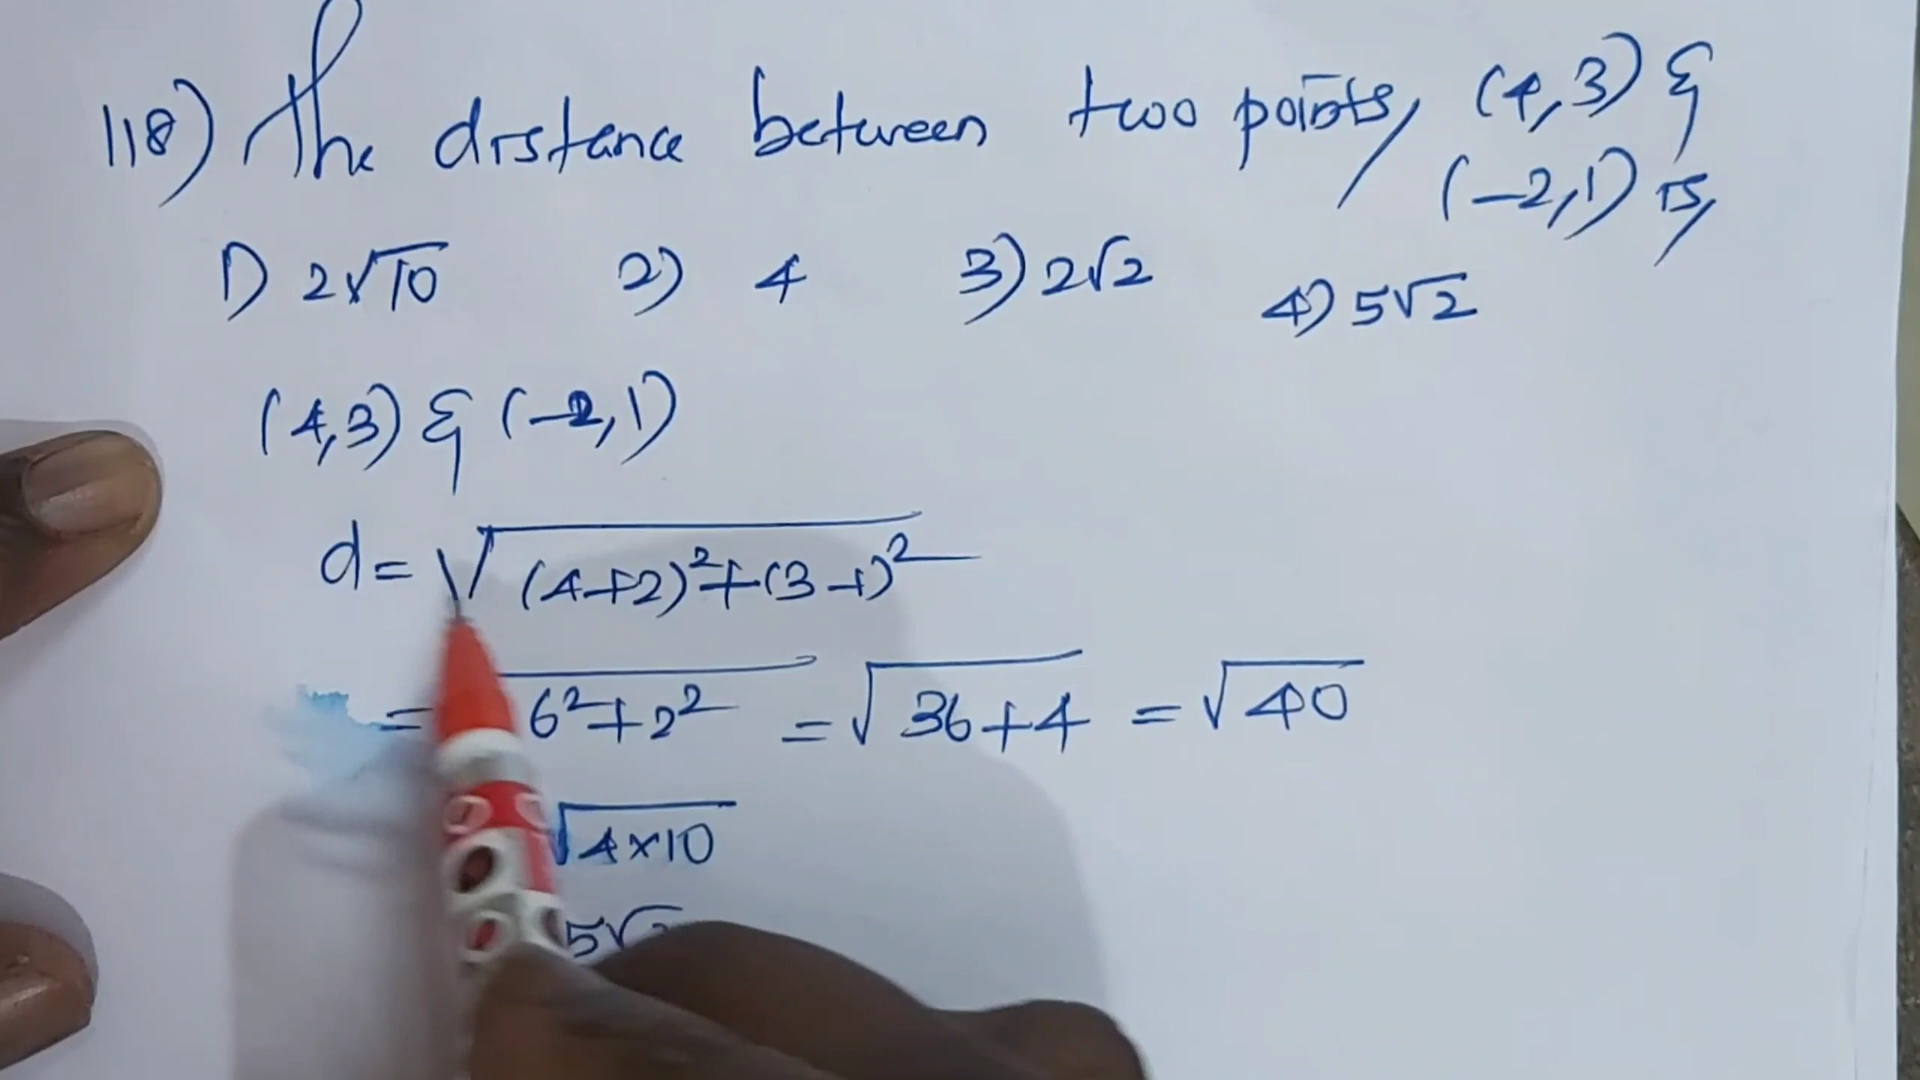 118) The distance between two points, (4,3) &
(-2,1) is,
1) 2√10 2) 4 3) 2√2 4) 5√2
(4,3) & (-2,1)
d = √(4+2)²+(3-1)²
= 6²+2² = √36+4 = √40
√4×10
5√